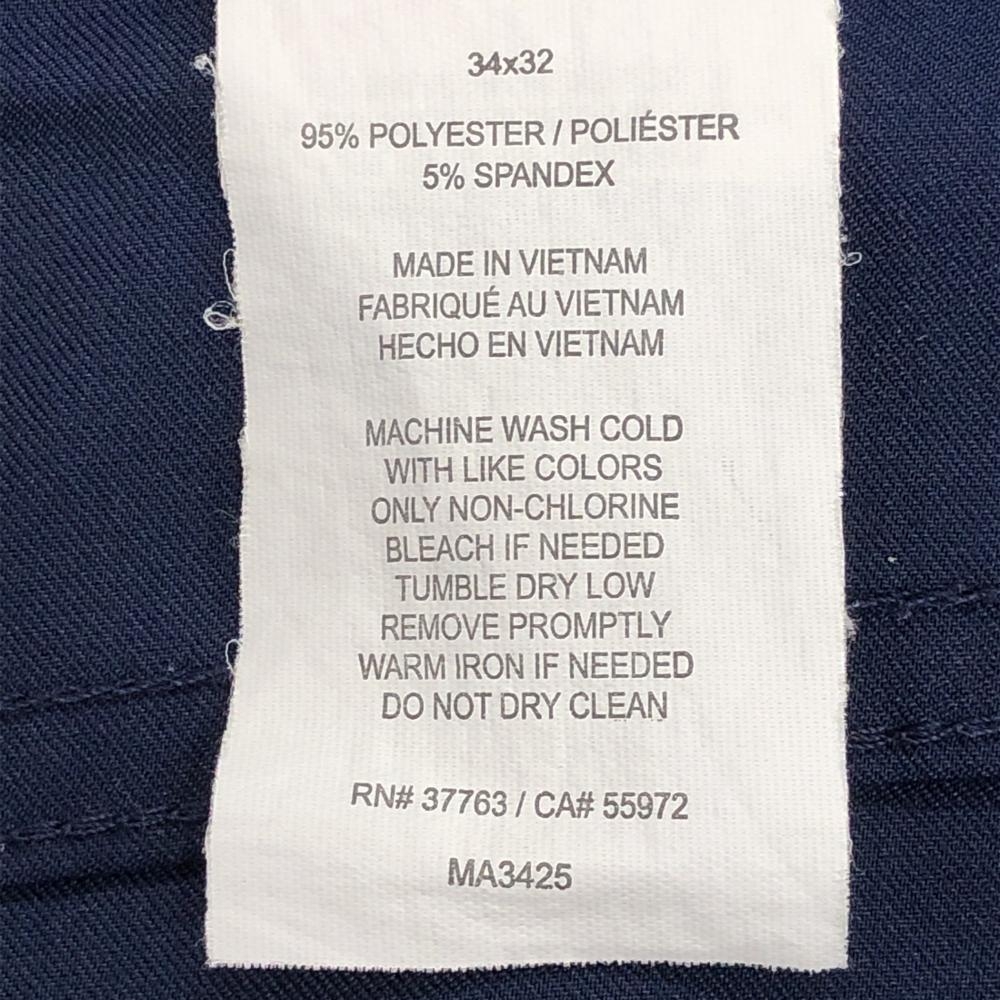 34x32
95% POLYESTER / POLIÉSTER
5% SPANDEX
MADE IN VIETNAM
FABRIQUÉ AU VIETNAM
HECHO EN VIETNAM
MACHINE WASH COLD
WITH LIKE COLORS
ONLY NON-CHLORINE
BLEACH IF NEEDED
TUMBLE DRY LOW
REMOVE PROMPTLY
WARM IRON IF NEEDED
DO NOT DRY CLEAN
RN# 37763 / CA# 55972
MA3425